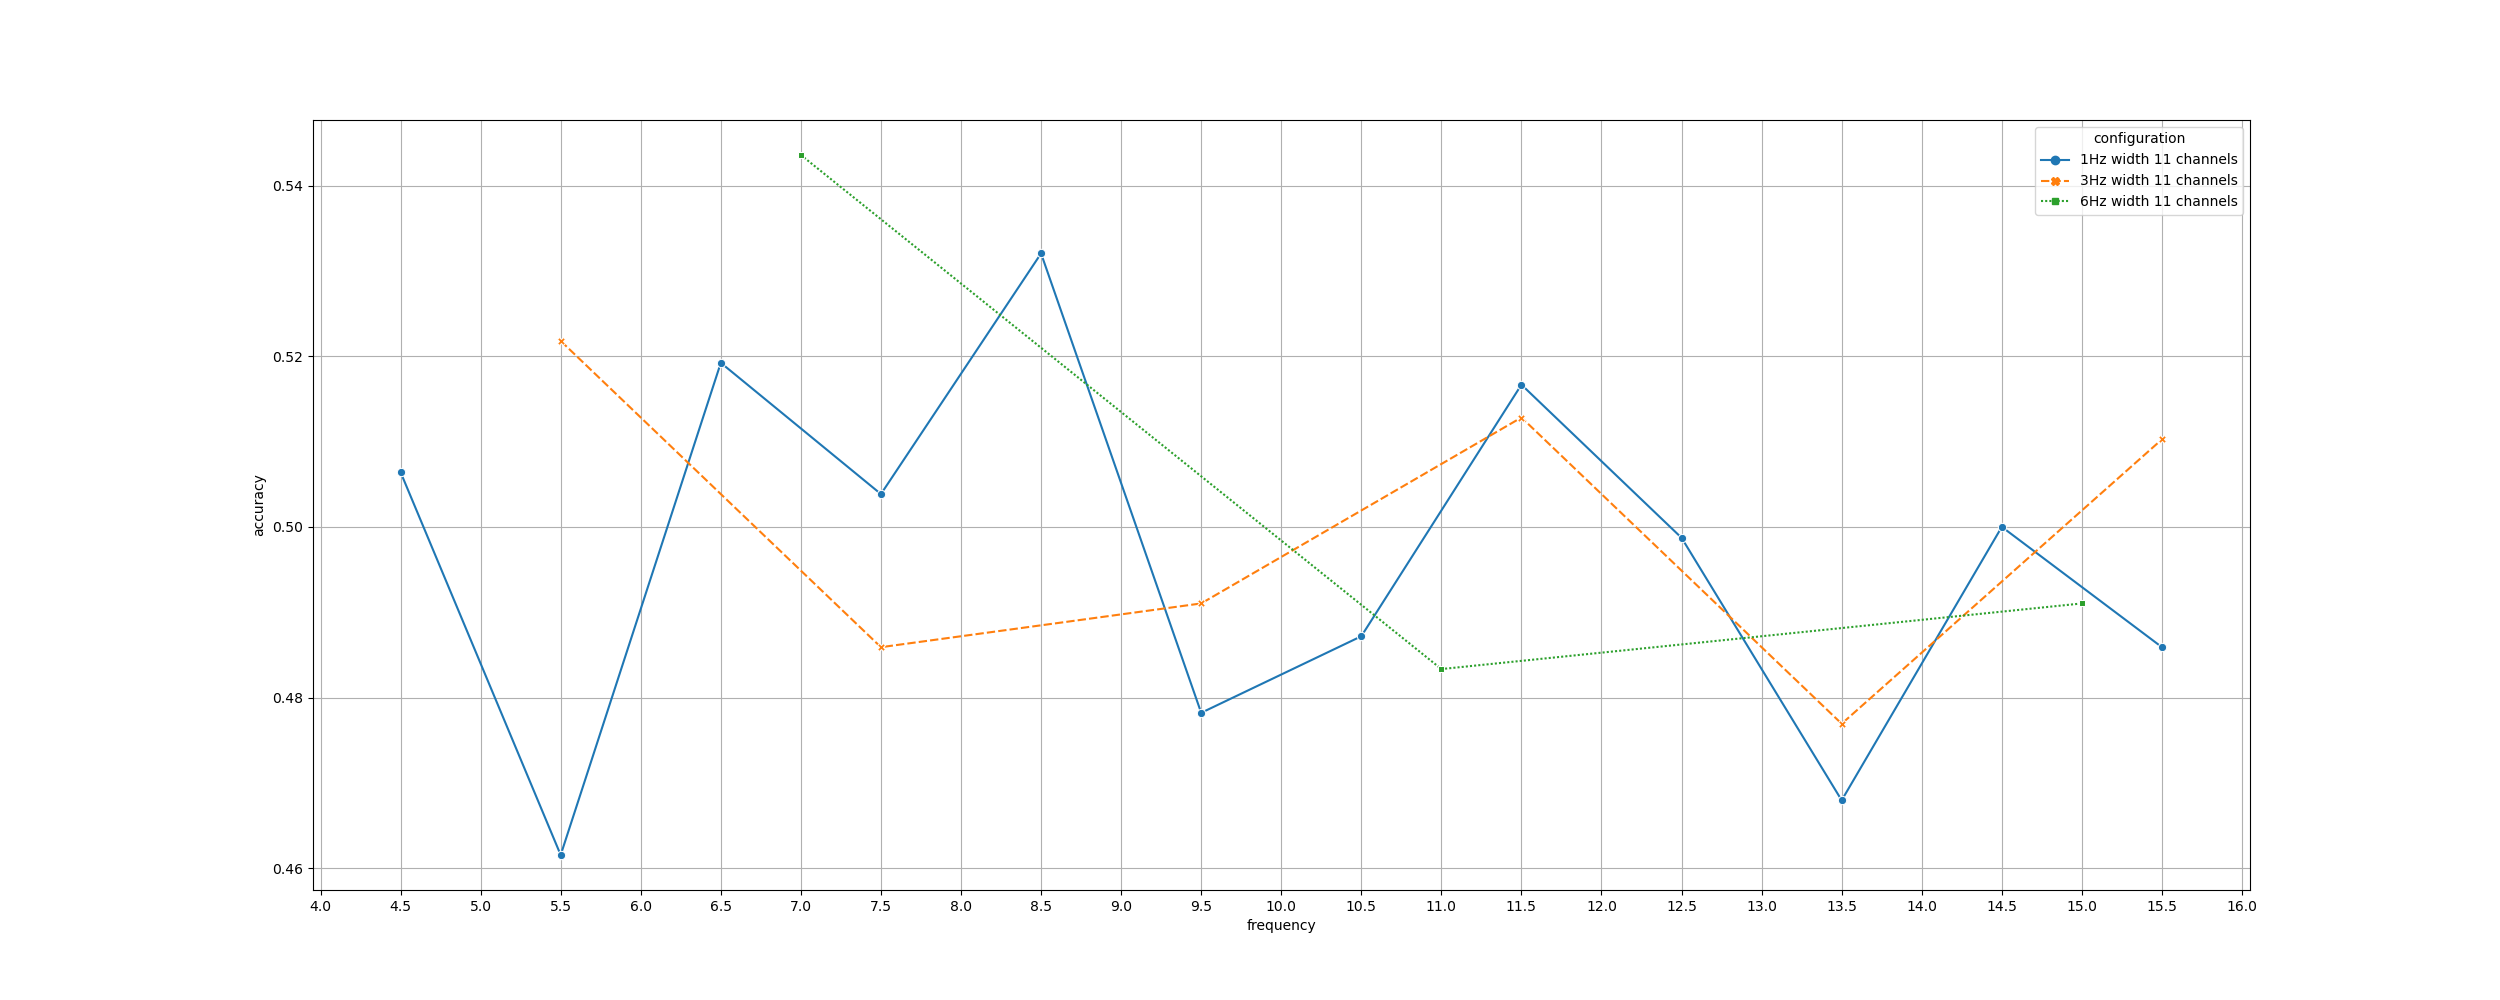 configuration
1Hz width 11 channels
3Hz width 11 channels
6Hz width 11 channels
0.54
0.52
0.50
0.48
0.46
accuracy
4.0 4.5 5.0 5.5 6.0 6.5 7.0 7.5 8.0 8.5 9.0 9.5 10.0 10.5 11.0 11.5 12.0 12.5 13.0 13.5 14.0 14.5 15.0 15.5 16.0
frequency